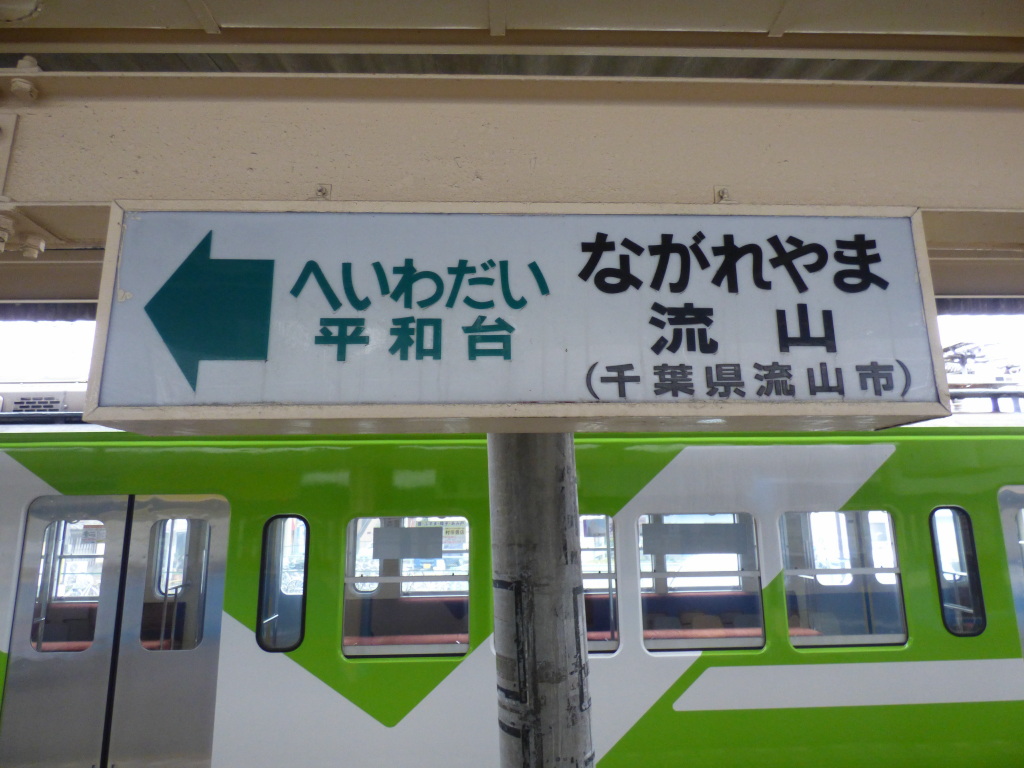 へいわだい
平和台
ながれやま
流山
(千葉県流山市)